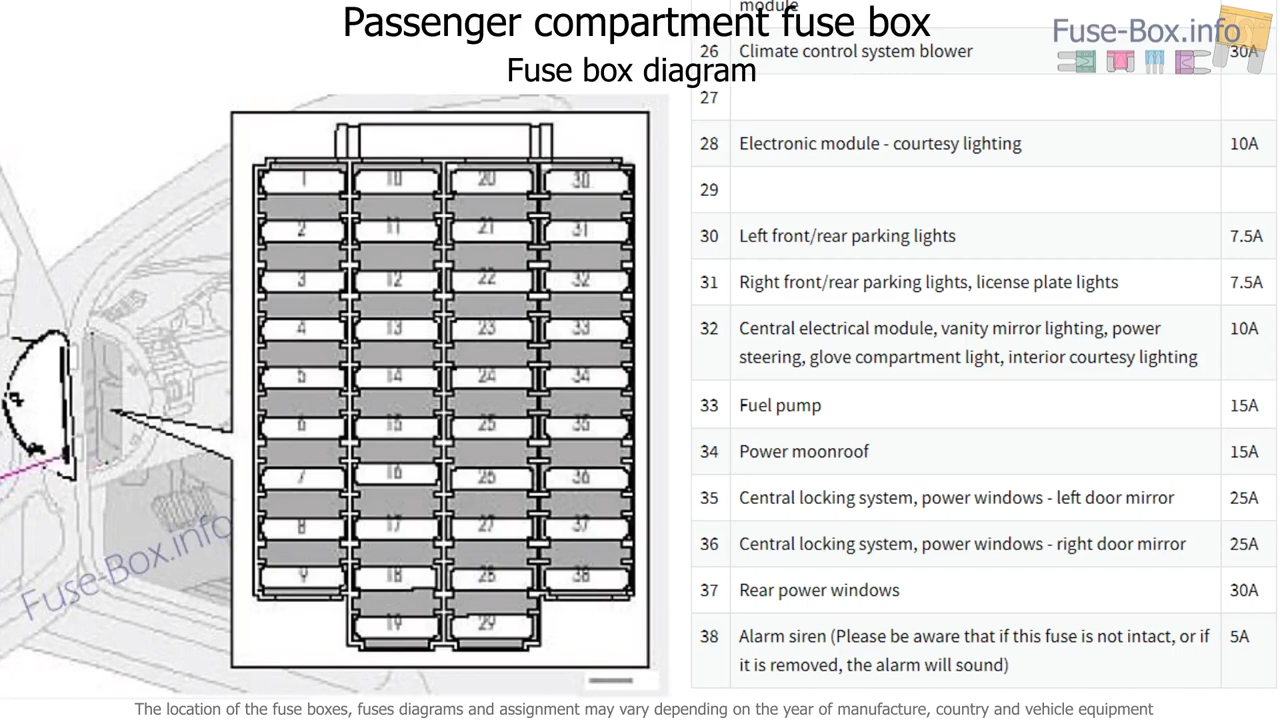 Passenger compartment fuse box
Fuse box diagram
Fuse-Box.info
module
26 Climate control system blower 30A
27
28 Electronic module - courtesy lighting 10A
29
30 Left front/rear parking lights 7.5A
31 Right front/rear parking lights, license plate lights 7.5A
32 Central electrical module, vanity mirror lighting, power 10A
steering, glove compartment light, interior courtesy lighting
33 Fuel pump 15A
34 Power moonroof 15A
35 Central locking system, power windows - left door mirror 25A
36 Central locking system, power windows - right door mirror 25A
37 Rear power windows 30A
38 Alarm siren (Please be aware that if this fuse is not intact, or if 5A
it is removed, the alarm will sound)
1 10 20 30
2 11 21 31
3 12 22 32
4 13 23 33
5 14 24 34
6 15 25 35
7 16 26 36
8 17 27 37
9 18 28 38
19 29
Fuse-Box.info
The location of the fuse boxes, fuses diagrams and assignment may vary depending on the year of manufacture, country and vehicle equipment